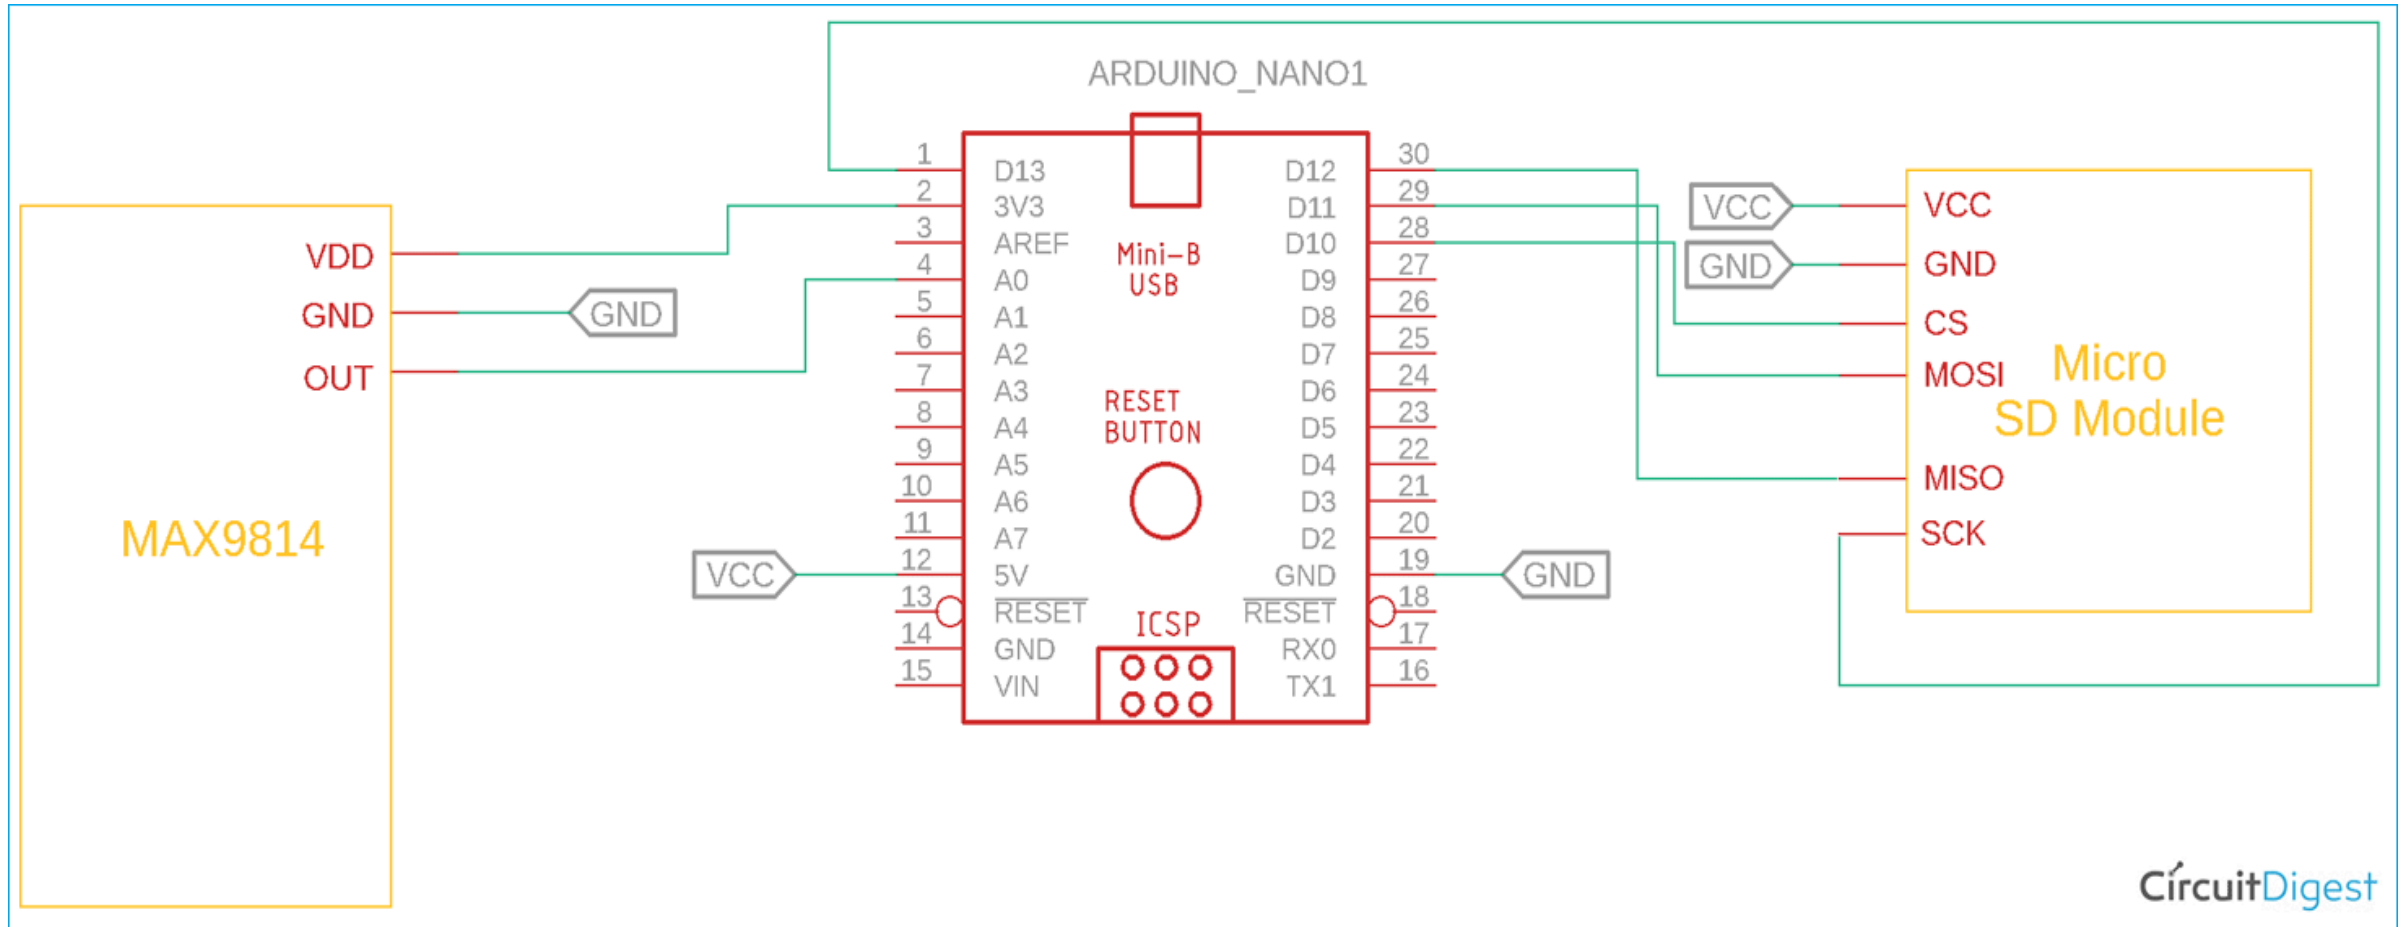 ARDUINO_NANO1
MAX9814
VDD
GND
OUT
GND
VCC
1 D13
2 3V3
3 AREF
4 A0
5 A1
6 A2
7 A3
8 A4
9 A5
10 A6
11 A7
12 5V
13 RESET
14 GND
15 VIN
Mini-B
USB
RESET
BUTTON
ICSP
D12 30
D11 29
D10 28
D9 27
D8 26
D7 25
D6 24
D5 23
D4 22
D3 21
D2 20
GND 19
RESET 18
RX0 17
TX1 16
GND
VCC
GND
VCC
GND
CS
MOSI
MISO
SCK
Micro
SD Module
CircuitDigest